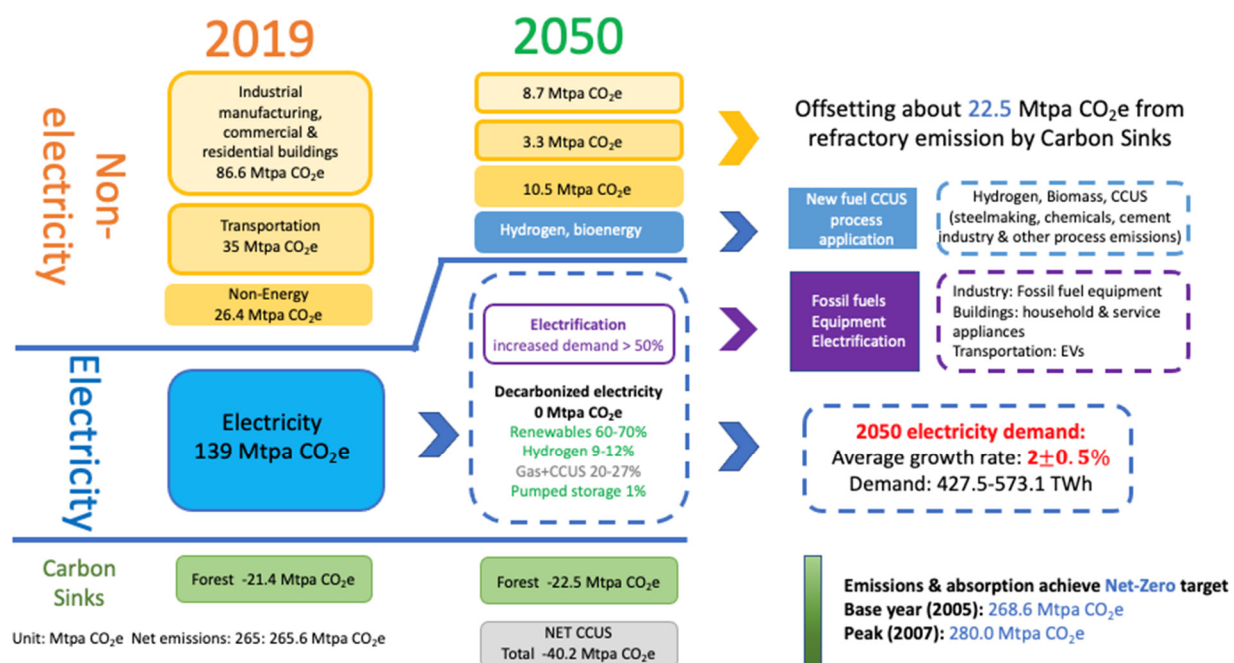 2019
2050
Non-
electricity
Industrial
manufacturing,
commercial &
residential buildings
86.6 Mtpa CO₂e
Transportation
35 Mtpa CO₂e
Non-Energy
26.4 Mtpa CO₂e
8.7 Mtpa CO₂e
3.3 Mtpa CO₂e
10.5 Mtpa CO₂e
Hydrogen, bioenergy
Offsetting about 22.5 Mtpa CO₂e from
refractory emission by Carbon Sinks
New fuel CCUS
process
application
Hydrogen, Biomass, CCUS
(steelmaking, chemicals, cement
industry & other process emissions)
Fossil fuels
Equipment
Electrification
Industry: Fossil fuel equipment
Buildings: household & service
appliances
Transportation: EVs
Electricity
Electricity
139 Mtpa CO₂e
Electrification
increased demand > 50%
Decarbonized electricity
0 Mtpa CO₂e
Renewables 60-70%
Hydrogen 9-12%
Gas+CCUS 20-27%
Pumped storage 1%
2050 electricity demand:
Average growth rate: 2±0.5%
Demand: 427.5-573.1 TWh
Carbon
Sinks
Forest -21.4 Mtpa CO₂e
Forest -22.5 Mtpa CO₂e
NET CCUS
Total -40.2 Mtpa CO₂e
Emissions & absorption achieve Net-Zero target
Base year (2005): 268.6 Mtpa CO₂e
Peak (2007): 280.0 Mtpa CO₂e
Unit: Mtpa CO₂e Net emissions: 265: 265.6 Mtpa CO₂e